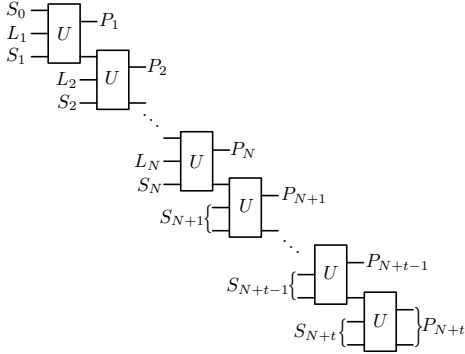 S_0
P_1
L_1
U
S_1
P_2
L_2
U
S_2
⋱
P_N
L_N
U
S_N
P_{N+1}
S_{N+1}
U
⋱
P_{N+t-1}
S_{N+t-1}
U
P_{N+t}
S_{N+t}
U